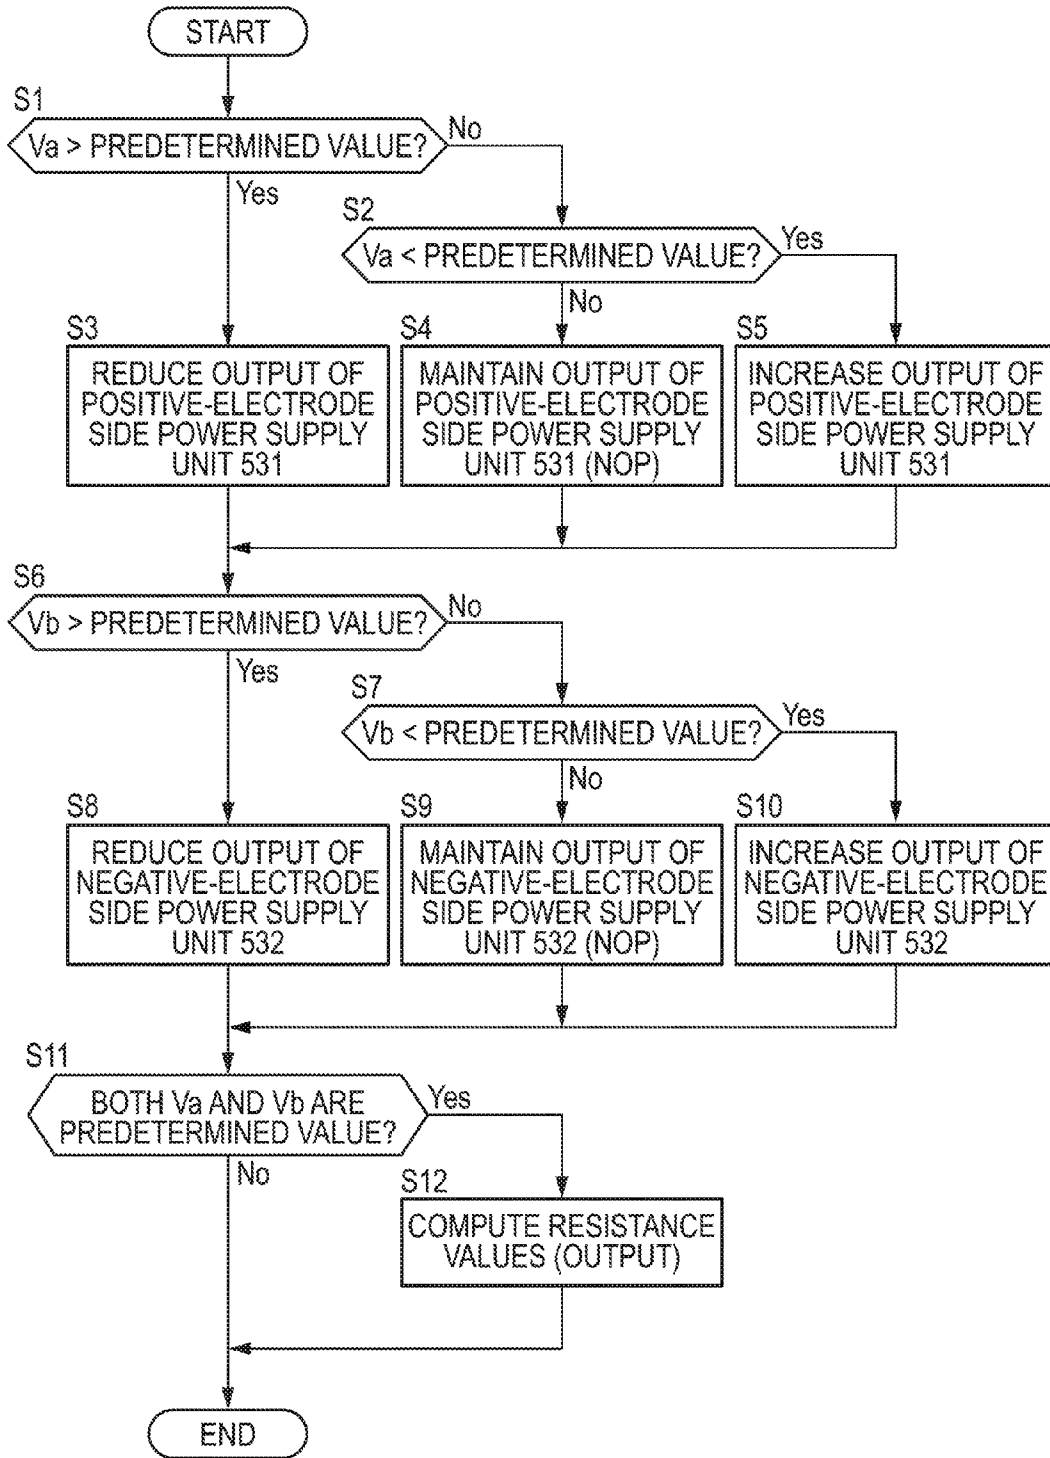 START
S1
Va > PREDETERMINED VALUE?
No
Yes
S2
Va < PREDETERMINED VALUE?
Yes
No
S3
REDUCE OUTPUT OF
POSITIVE-ELECTRODE
SIDE POWER SUPPLY
UNIT 531
S4
MAINTAIN OUTPUT OF
POSITIVE-ELECTRODE
SIDE POWER SUPPLY
UNIT 531 (NOP)
S5
INCREASE OUTPUT OF
POSITIVE-ELECTRODE
SIDE POWER SUPPLY
UNIT 531
S6
Vb > PREDETERMINED VALUE?
No
Yes
S7
Vb < PREDETERMINED VALUE?
Yes
No
S8
REDUCE OUTPUT OF
NEGATIVE-ELECTRODE
SIDE POWER SUPPLY
UNIT 532
S9
MAINTAIN OUTPUT OF
NEGATIVE-ELECTRODE
SIDE POWER SUPPLY
UNIT 532 (NOP)
S10
INCREASE OUTPUT OF
NEGATIVE-ELECTRODE
SIDE POWER SUPPLY
UNIT 532
S11
BOTH Va AND Vb ARE
PREDETERMINED VALUE?
Yes
No
S12
COMPUTE RESISTANCE
VALUES (OUTPUT)
END